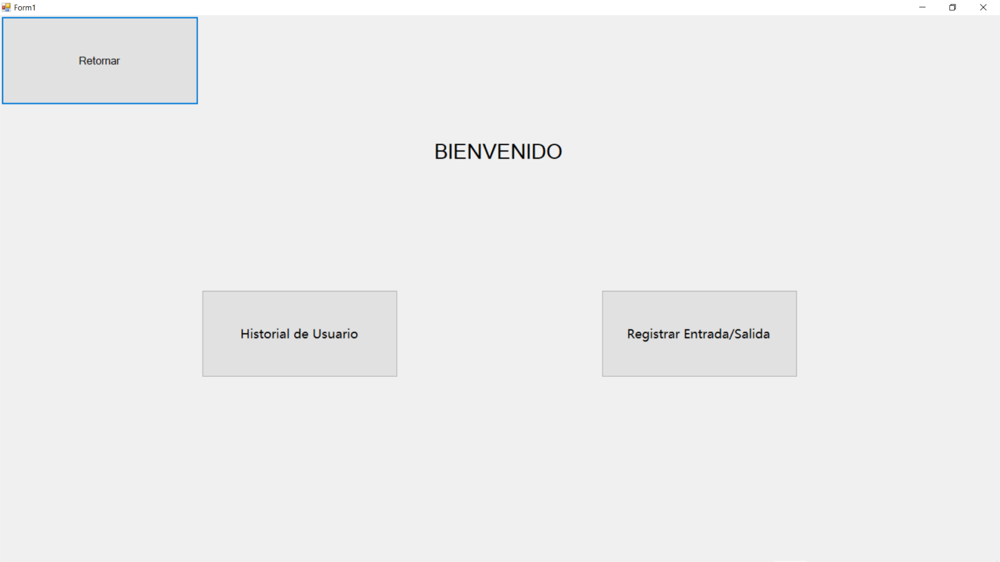 Form1
Retornar
BIENVENIDO
Historial de Usuario
Registrar Entrada/Salida